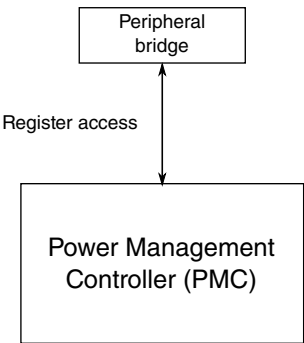 Peripheral
bridge
Register access
Power Management
Controller (PMC)